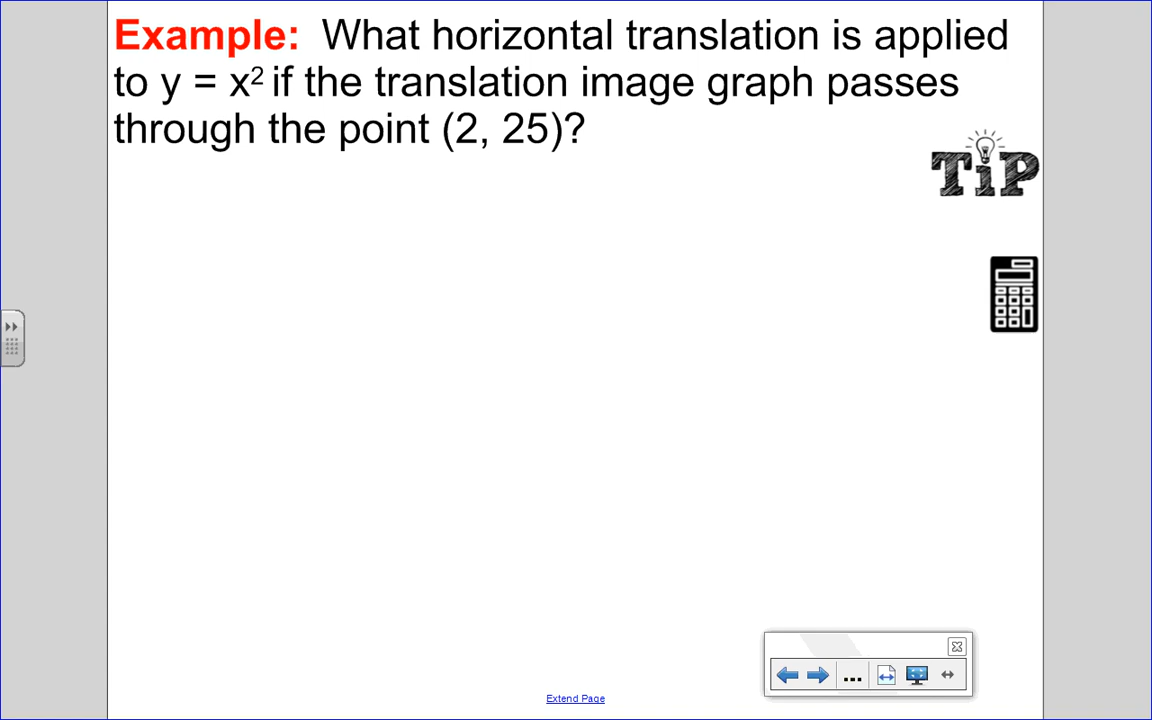 Example: What horizontal translation is applied
to y = x² if the translation image graph passes
through the point (2, 25)?
TiP
Extend Page